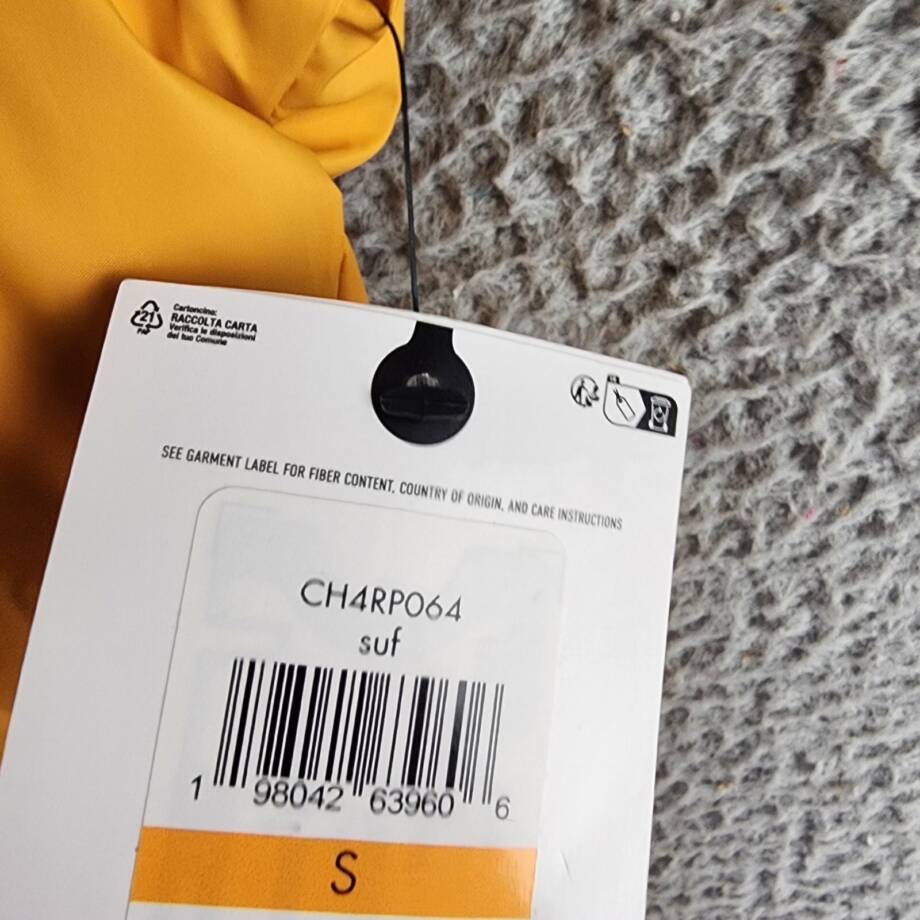 21
PAP
Cartoncino:
RACCOLTA CARTA
Verifica le disposizioni
del tuo Comune
SEE GARMENT LABEL FOR FIBER CONTENT, COUNTRY OF ORIGIN, AND CARE INSTRUCTIONS
CH4RP064
suf
1 98042 63960 6
S